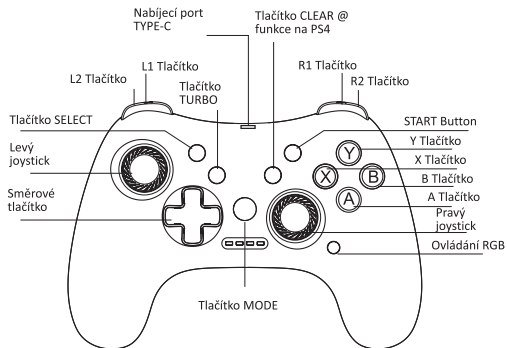 Nabíjecí port
TYPE-C
Tlačítko CLEAR @
funkce na PS4
L1 Tlačítko
L2 Tlačítko
Tlačítko
TURBO
R1 Tlačítko
R2 Tlačítko
Tlačítko SELECT
START Button
Levý
joystick
Y Tlačítko
X Tlačítko
B Tlačítko
Směrové
tlačítko
A Tlačítko
Pravý
joystick
Ovládání RGB
Tlačítko MODE
Y
X
B
A